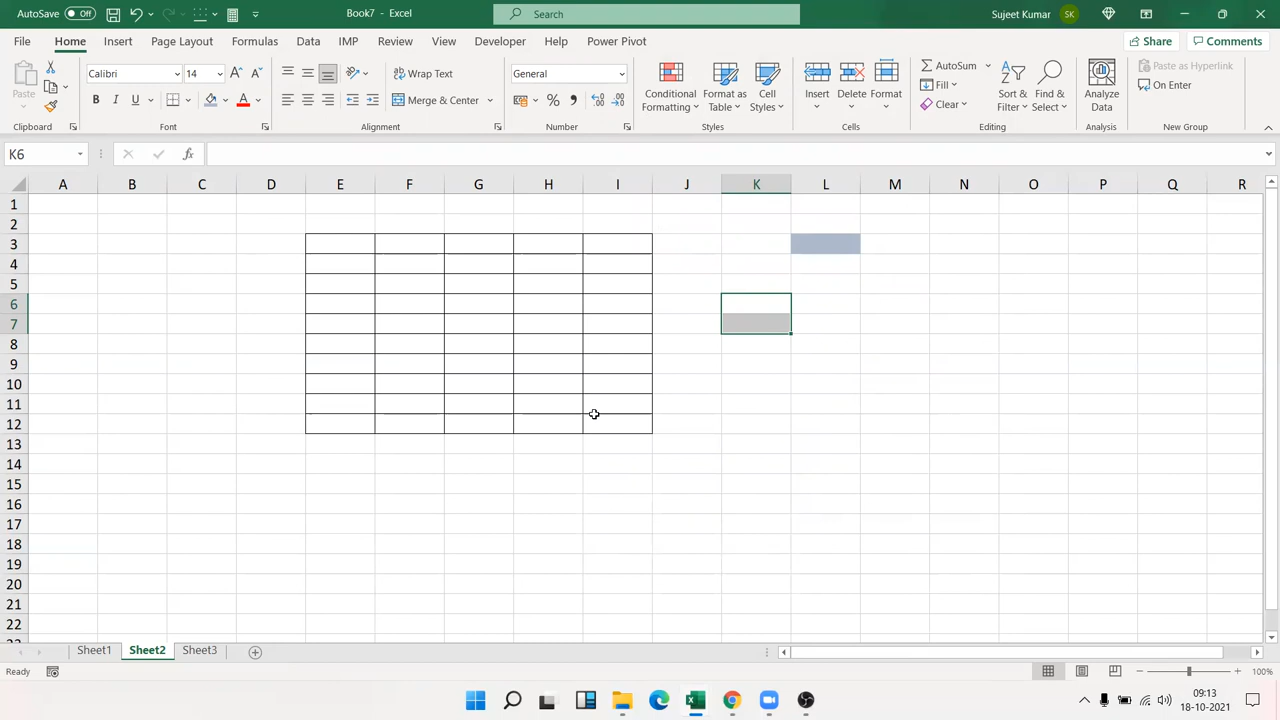 AutoSave Off Book7 - Excel Search Sujeet Kumar SK
File Home Insert Page Layout Formulas Data IMP Review View Developer Help Power Pivot Share Comments
Paste Calibri 14 Wrap Text General Conditional Formatting Format as Table Cell Styles Insert Delete Format AutoSum Sort & Filter Find & Select Analyze Data Paste as Hyperlink
B I U A Merge & Center % Fill On Enter
Clear
Clipboard Font Alignment Number Styles Cells Editing Analysis New Group
K6 fx
A B C D E F G H I J K L M N O P Q R
1
2
3
4
5
6
7
8
9
10
11
12
13
14
15
16
17
18
19
20
21
22
Sheet1 Sheet2 Sheet3
Ready 100%
09:13
18-10-2021